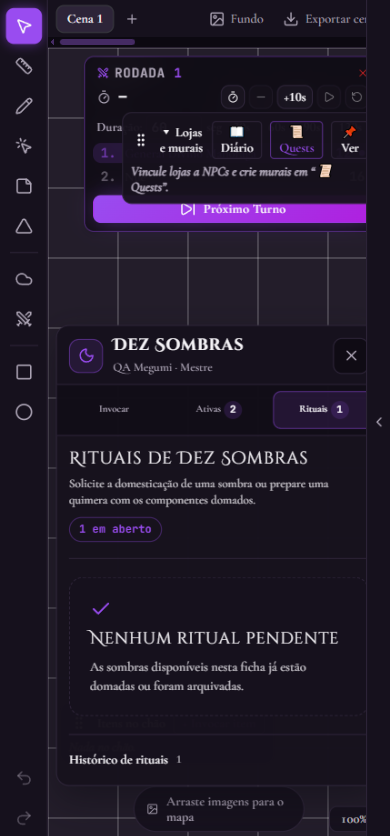 Cena 1
Fundo
Exportar cen
RODADA 1
+10s
Dura
Lojas
e murais
Diário
Quests
Ver
1.
2.
Vincule lojas a NPCs e crie murais em “📜
Quests”.
Próximo Turno
Dez Sombras
QA Megumi · Mestre
Invocar
Ativas 2
Rituais 1
Rituais de Dez Sombras
Solicite a domesticação de uma sombra ou prepare uma
quimera com os componentes domados.
1 em aberto
Nenhum ritual pendente
As sombras disponíveis nesta ficha já estão
domadas ou foram arquivadas.
Histórico de rituais 1
Arraste imagens para o
mapa
100%